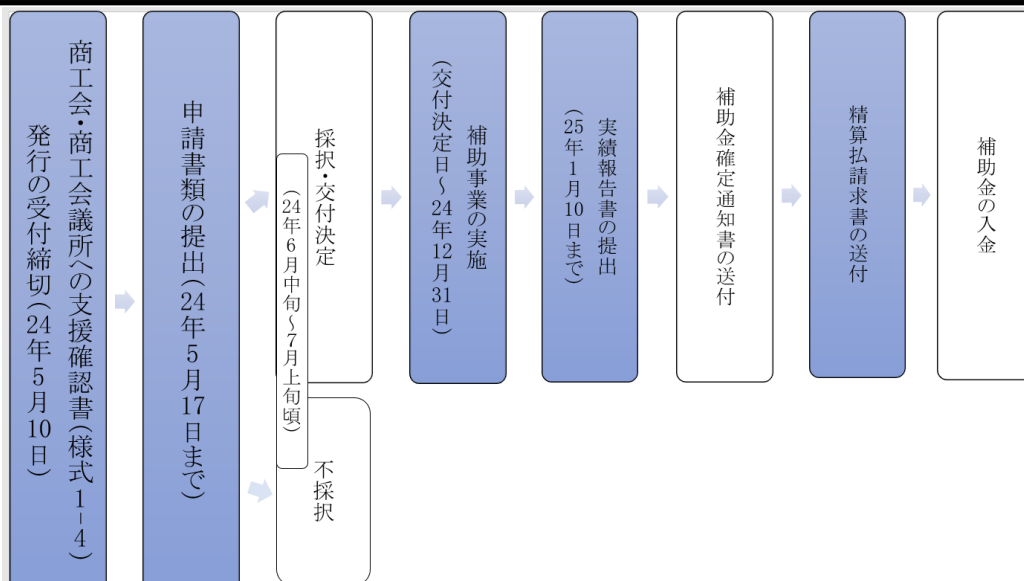 商工会・商工会議所への支援確認書(様式1-4)
発行の受付締切(24年5月10日)
申請書類の提出(24年5月17日まで)
採択・交付決定
(24年6月中旬~7月上旬頃)
不採択
補助事業の実施
(交付決定日~24年12月31日)
実績報告書の提出
(25年1月10日まで)
補助金確定通知書の送付
精算払請求書の送付
補助金の入金